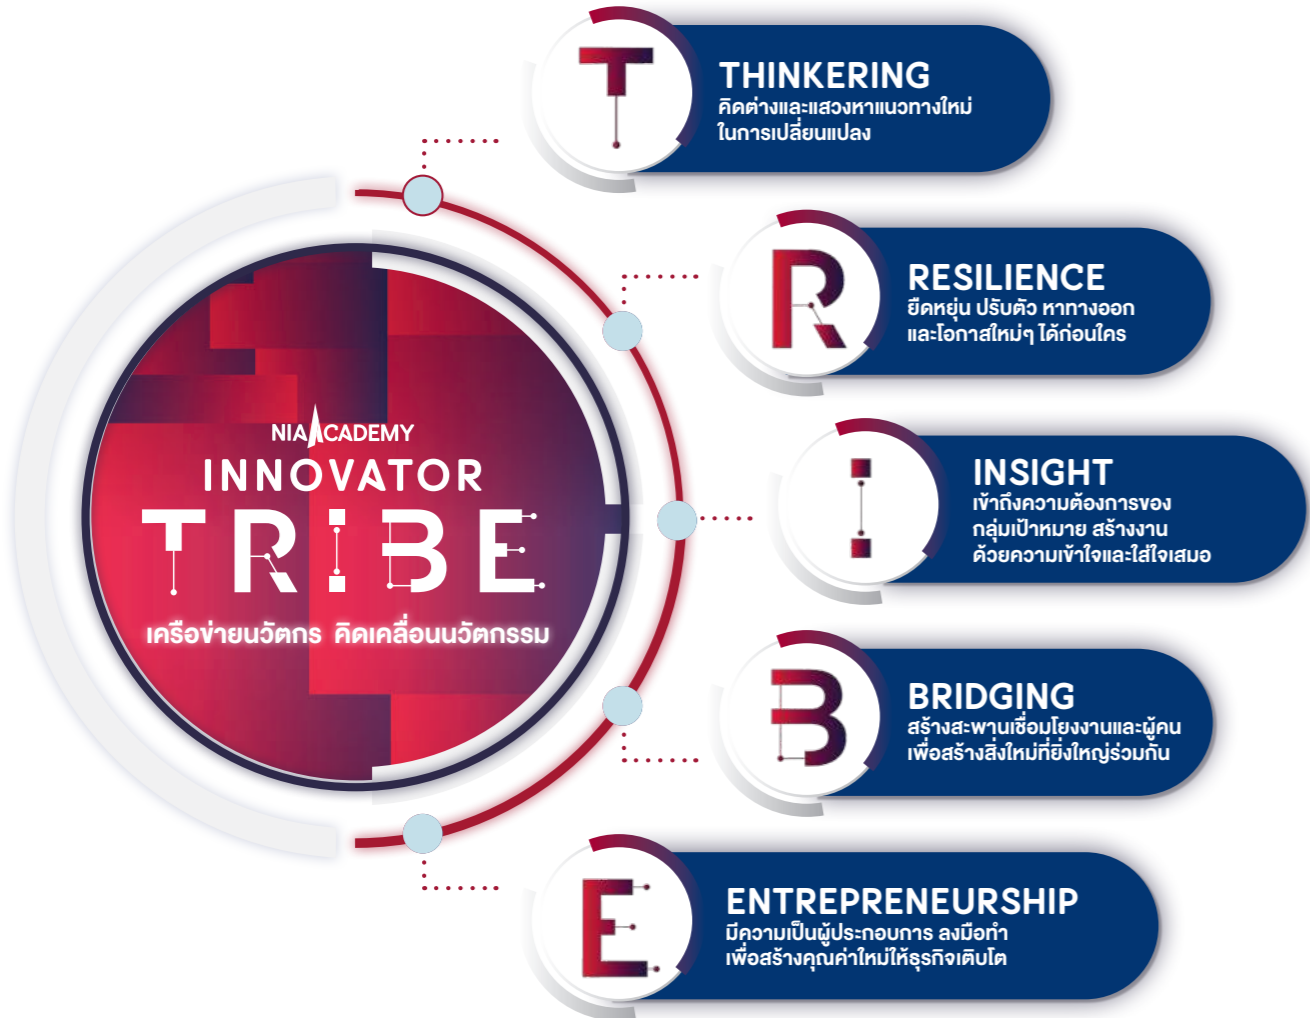 NIA ACADEMY
INNOVATOR
TRIBE
เครือข่ายนวัตกร คิดเคลื่อนนวัตกรรม
T
THINKERING
คิดต่างและแสวงหาแนวทางใหม่
ในการเปลี่ยนแปลง
R
RESILIENCE
ยืดหยุ่น ปรับตัว หาทางออก
และโอกาสใหม่ๆ ได้ก่อนใคร
I
INSIGHT
เข้าถึงความต้องการของ
กลุ่มเป้าหมาย สร้างงาน
ด้วยความเข้าใจและใส่ใจเสมอ
B
BRIDGING
สร้างสะพานเชื่อมโยงงานและผู้คน
เพื่อสร้างสิ่งใหม่ที่ยิ่งใหญ่ร่วมกัน
E
ENTREPRENEURSHIP
มีความเป็นผู้ประกอบการ ลงมือทำ
เพื่อสร้างคุณค่าใหม่ให้ธุรกิจเติบโต